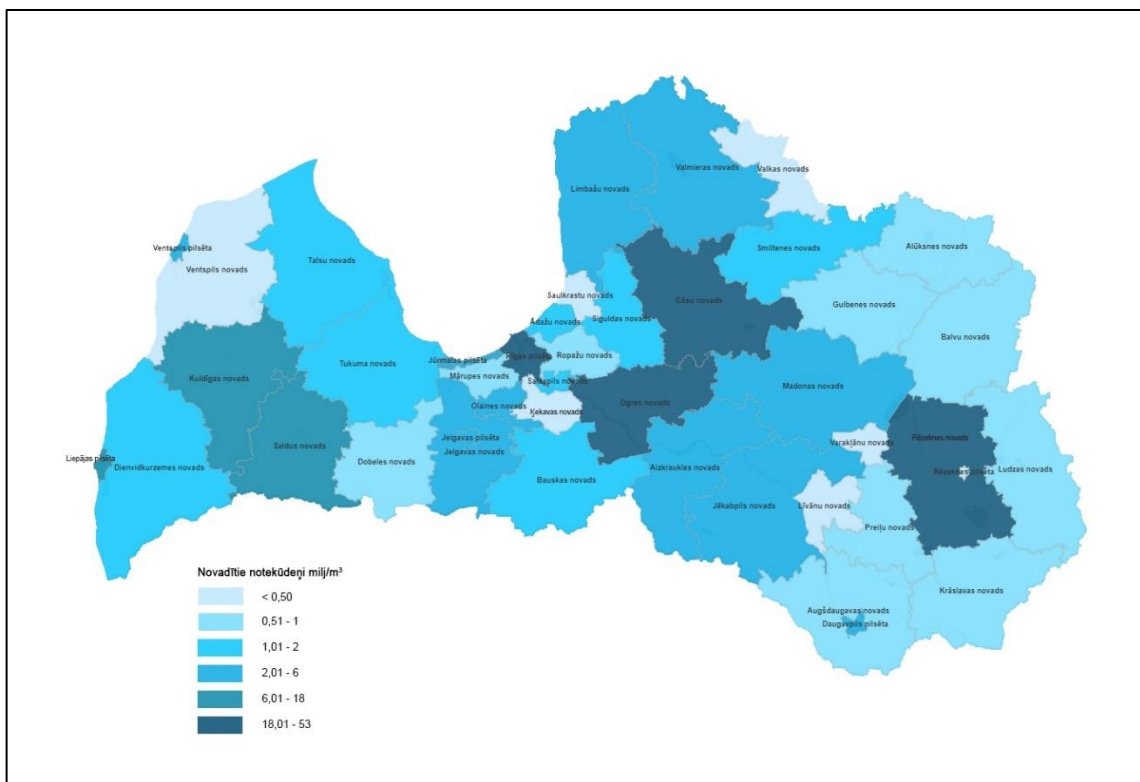 Valkas novads
Valmieras novads
Limbažu novads
Ventspils pilsēta
Smiltenes novads
Alūksnes novads
Talsu novads
Ventspils novads
Saulkrastu novads
Cēsu novads
Gulbenes novads
Ādažu novads
Siguldas novads
Balvu novads
Jūrmalas pilsēta
Rīgas pilsēta
Ropažu novads
Tukuma novads
Mārupes novads
Kuldīgas novads
Salaspils novads
Madonas novads
Ogres novads
Olaines novads
Ķekavas novads
Jelgavas pilsēta
Varakļānu novads
Rēzeknes novads
Saldus novads
Jelgavas novads
Liepājas pilsēta
Dienvidkurzemes novads
Dobeles novads
Aizkraukles novads
Rēzeknes pilsēta
Ludzas novads
Bauskas novads
Jēkabpils novads
Līvānu novads
Preiļu novads
Krāslavas novads
Augšdaugavas novads
Daugavpils pilsēta
Novadītie notekūdeņi milj/m³
< 0,50
0,51 - 1
1,01 - 2
2,01 - 6
6,01 - 18
18,01 - 53